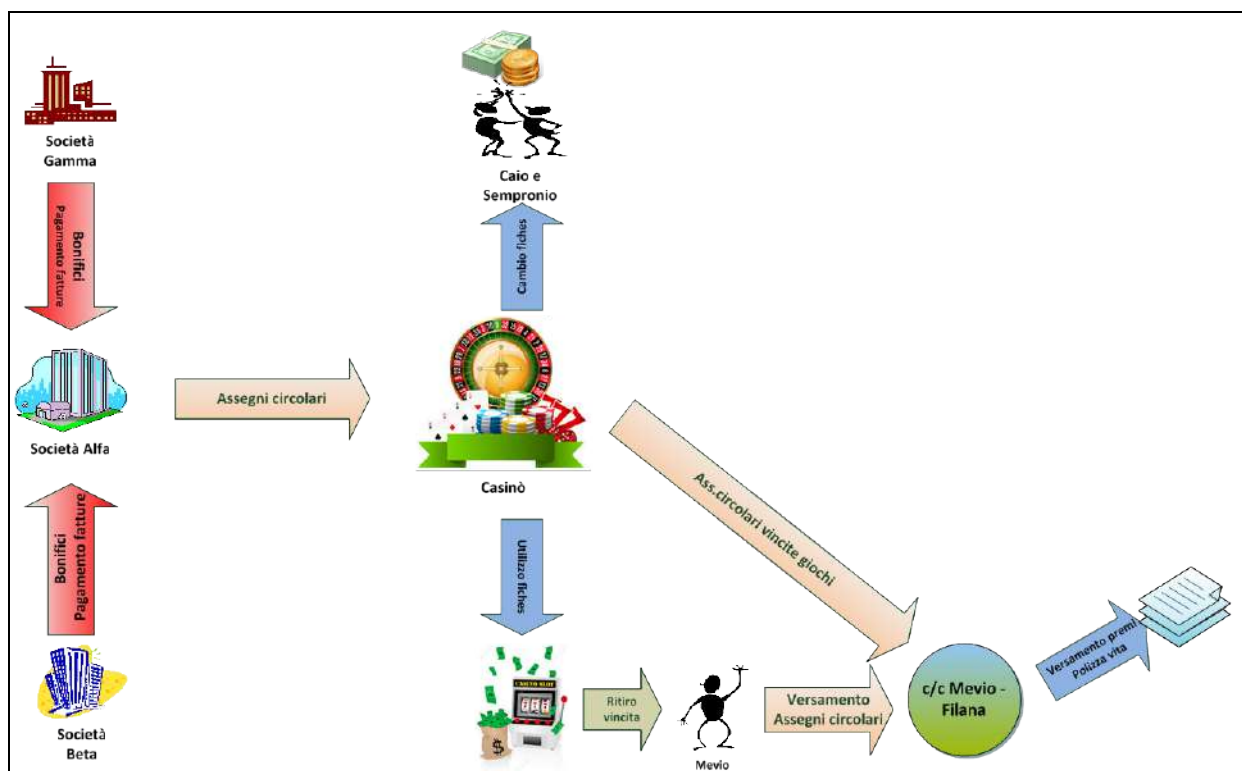 Società
Gamma
Bonifici
Pagamento fatture
Società Alfa
Bonifici
Pagamento fatture
Società
Beta
Assegni circolari
Caio e
Sempronio
Cambio fiches
Casinò
Utilizzo fiches
Ass.circolari vincite giochi
Ritiro
vincita
Mevio
Versamento
Assegni circolari
c/c Mevio -
Filana
Versamento premi
Polizza vita